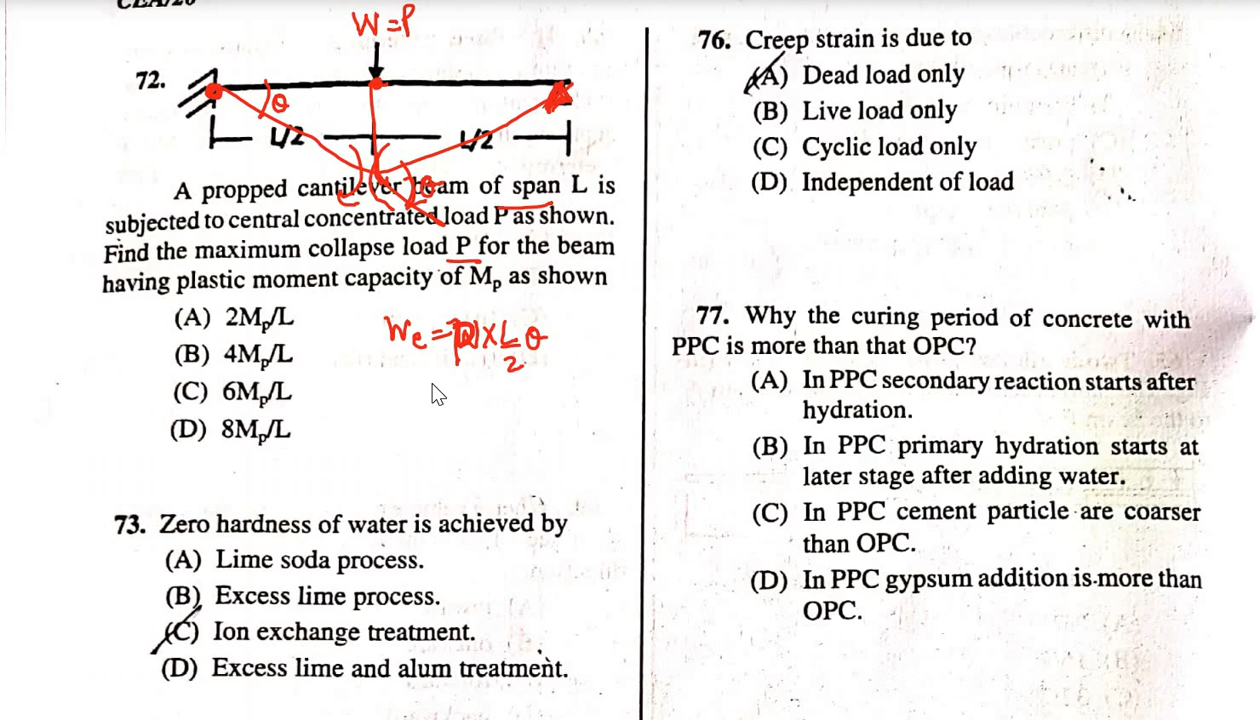 W=P
72.
θ
L/2
L/2
θ
A propped cantilever beam of span L is
subjected to central concentrated load P as shown.
Find the maximum collapse load P for the beam
having plastic moment capacity of Mp as shown
(A) 2Mp/L
(B) 4Mp/L
(C) 6Mp/L
(D) 8Mp/L
We = × L/2 θ
73. Zero hardness of water is achieved by
(A) Lime soda process.
(B) Excess lime process.
(C) Ion exchange treatment.
(D) Excess lime and alum treatment.
76. Creep strain is due to
(A) Dead load only
(B) Live load only
(C) Cyclic load only
(D) Independent of load
77. Why the curing period of concrete with
PPC is more than that OPC?
(A) In PPC secondary reaction starts after
hydration.
(B) In PPC primary hydration starts at
later stage after adding water.
(C) In PPC cement particle are coarser
than OPC.
(D) In PPC gypsum addition is more than
OPC.